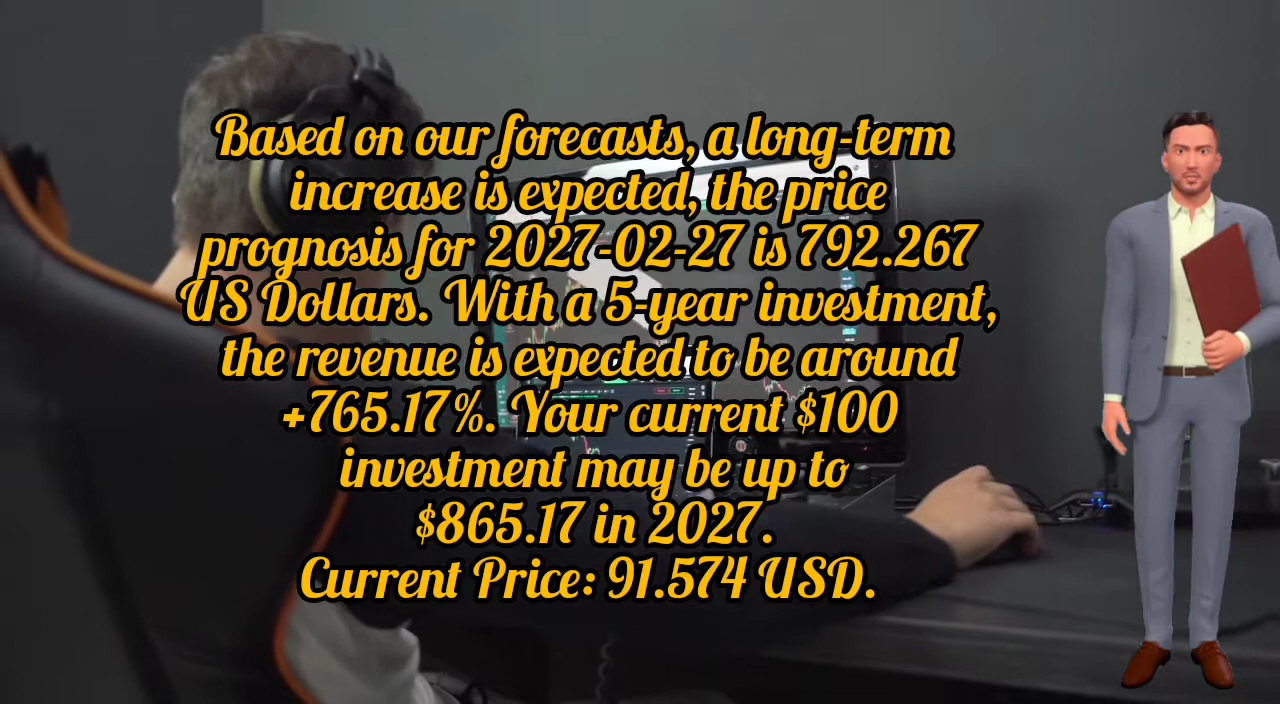 Based on our forecasts, a long-term
increase is expected, the price
prognosis for 2027-02-27 is 792.267
US Dollars. With a 5-year investment,
the revenue is expected to be around
+765.17%. Your current $100
investment may be up to
$865.17 in 2027.
Current Price: 91.574 USD.